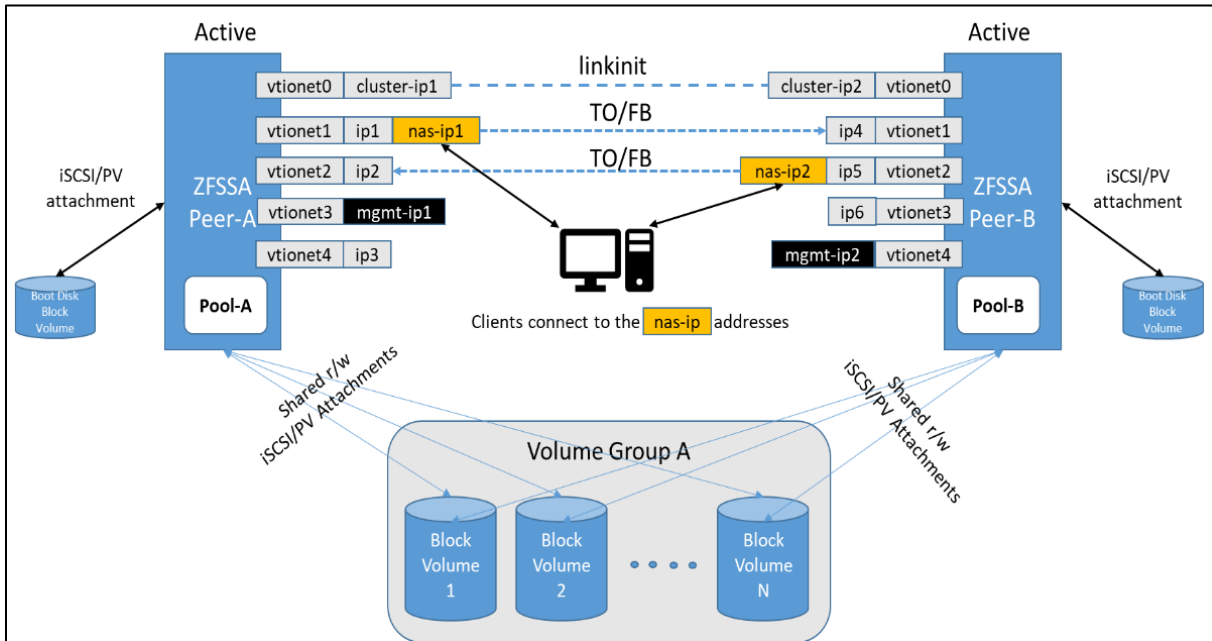 Active
Active
linkinit
vtionet0 cluster-ip1
cluster-ip2 vtionet0
TO/FB
vtionet1 ip1 nas-ip1
ip4 vtionet1
TO/FB
vtionet2 ip2
nas-ip2 ip5 vtionet2
iSCSI/PV
attachment
ZFSSA
Peer-A
ZFSSA
Peer-B
iSCSI/PV
attachment
vtionet3 mgmt-ip1
ip6 vtionet3
vtionet4 ip3
mgmt-ip2 vtionet4
Boot Disk
Block
Volume
Pool-A
Clients connect to the nas-ip addresses
Pool-B
Boot Disk
Block
Volume
Shared r/w
iSCSI/PV Attachments
Shared r/w
iSCSI/PV Attachments
Volume Group A
Block
Volume
1
Block
Volume
2
Block
Volume
N